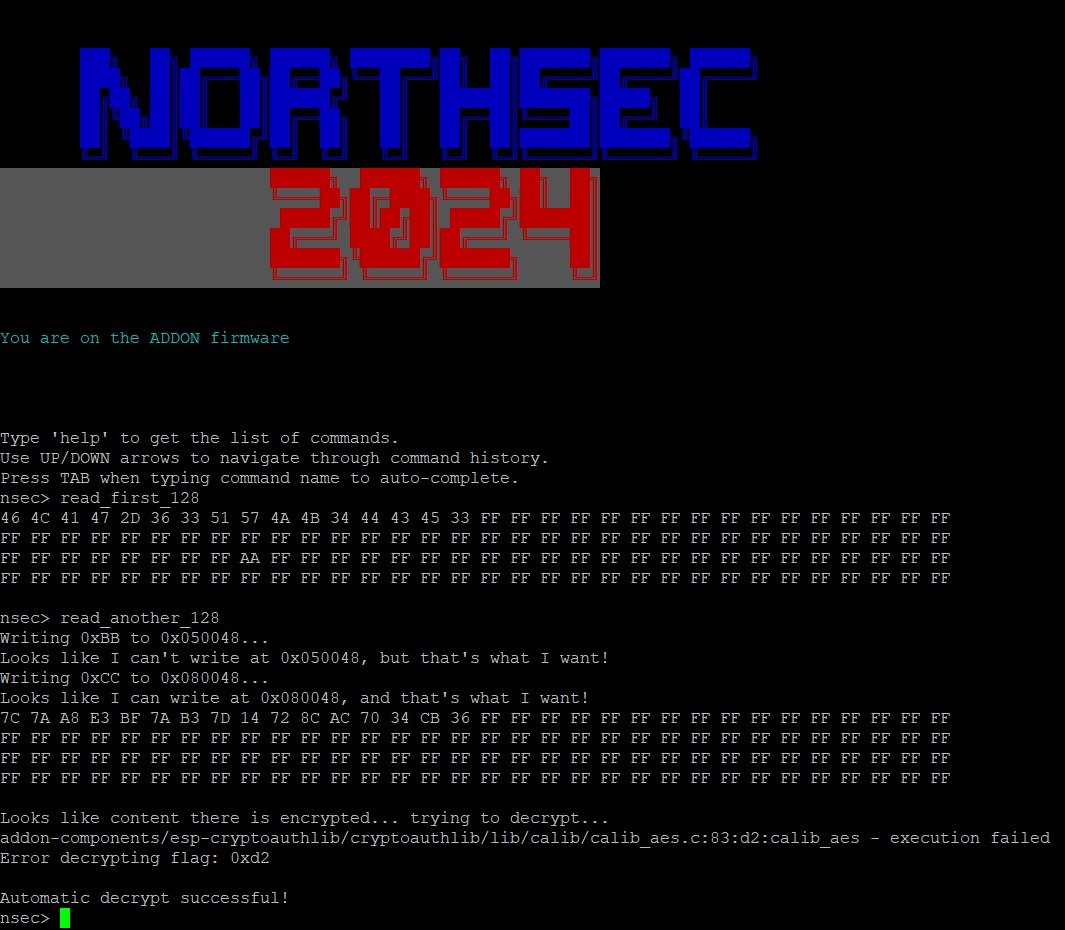 NORTHSEC
2024
You are on the ADDON firmware
Type 'help' to get the list of commands.
Use UP/DOWN arrows to navigate through command history.
Press TAB when typing command name to auto-complete.
nsec> read_first_128
46 4C 41 47 2D 36 33 51 57 4A 4B 34 44 43 45 33 FF FF FF FF FF FF FF FF FF FF FF FF FF FF FF FF
FF FF FF FF FF FF FF FF FF FF FF FF FF FF FF FF FF FF FF FF FF FF FF FF FF FF FF FF FF FF FF FF
FF FF FF FF FF FF FF FF AA FF FF FF FF FF FF FF FF FF FF FF FF FF FF FF FF FF FF FF FF FF FF FF
FF FF FF FF FF FF FF FF FF FF FF FF FF FF FF FF FF FF FF FF FF FF FF FF FF FF FF FF FF FF FF FF
nsec> read_another_128
Writing 0xBB to 0x050048...
Looks like I can't write at 0x050048, but that's what I want!
Writing 0xCC to 0x080048...
Looks like I can write at 0x080048, and that's what I want!
7C 7A A8 E3 BF 7A B3 7D 14 72 8C AC 70 34 CB 36 FF FF FF FF FF FF FF FF FF FF FF FF FF FF FF FF
FF FF FF FF FF FF FF FF FF FF FF FF FF FF FF FF FF FF FF FF FF FF FF FF FF FF FF FF FF FF FF FF
FF FF FF FF FF FF FF FF FF FF FF FF FF FF FF FF FF FF FF FF FF FF FF FF FF FF FF FF FF FF FF FF
FF FF FF FF FF FF FF FF FF FF FF FF FF FF FF FF FF FF FF FF FF FF FF FF FF FF FF FF FF FF FF FF
Looks like content there is encrypted... trying to decrypt...
addon-components/esp-cryptoauthlib/cryptoauthlib/lib/calib/calib_aes.c:83:d2:calib_aes - execution failed
Error decrypting flag: 0xd2
Automatic decrypt successful!
nsec>